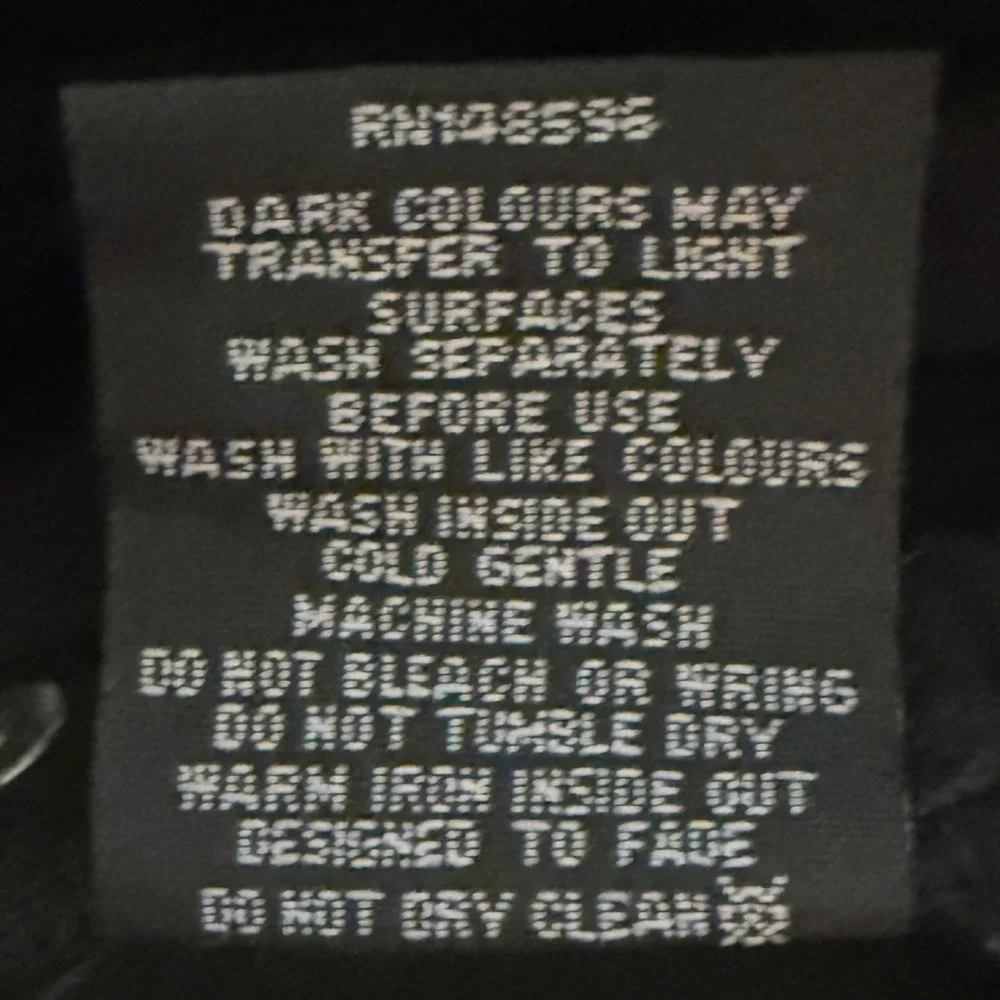 RN148596
DARK COLOURS MAY
TRANSFER TO LIGHT
SURFACES
WASH SEPARATELY
BEFORE USE
WASH WITH LIKE COLOURS
WASH INSIDE OUT
COLD GENTLE
MACHINE WASH
DO NOT BLEACH OR WRING
DO NOT TUMBLE DRY
WARM IRON INSIDE OUT
DESIGNED TO FADE
DO NOT DRY CLEAN